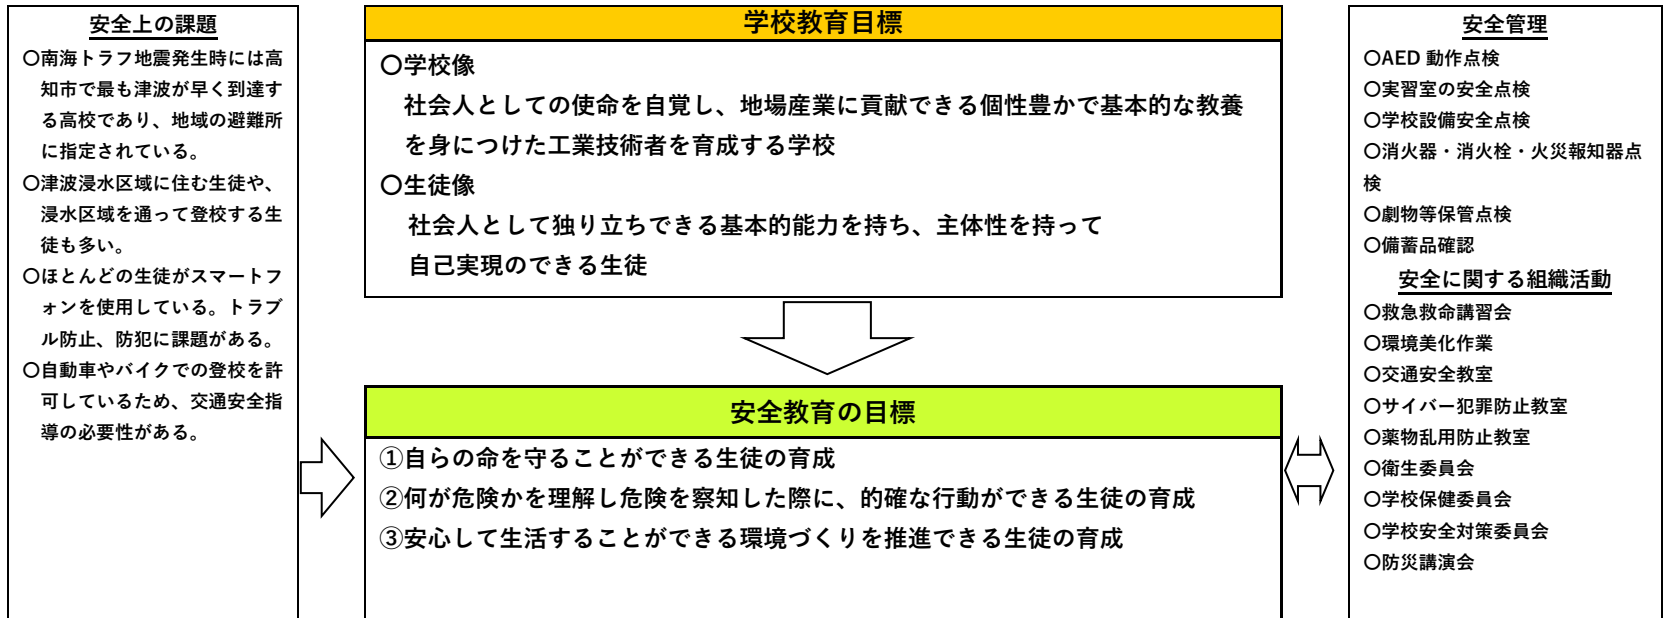 安全上の課題
〇南海トラフ地震発生時には高
知市で最も津波が早く到達す
る高校であり、地域の避難所
に指定されている。
〇津波浸水区域に住む生徒や、
浸水区域を通って登校する生
徒も多い。
〇ほとんどの生徒がスマートフ
ォンを使用している。トラブ
ル防止、防犯に課題がある。
〇自動車やバイクでの登校を許
可しているため、交通安全指
導の必要性がある。
学校教育目標
〇学校像
社会人としての使命を自覚し、地場産業に貢献できる個性豊かで基本的な教養
を身につけた工業技術者を育成する学校
〇生徒像
社会人として独り立ちできる基本的能力を持ち、主体性を持って
自己実現のできる生徒
安全教育の目標
①自らの命を守ることができる生徒の育成
②何が危険かを理解し危険を察知した際に、的確な行動ができる生徒の育成
③安心して生活することができる環境づくりを推進できる生徒の育成
安全管理
〇AED 動作点検
〇実習室の安全点検
〇学校設備安全点検
〇消火器・消火栓・火災報知器点
検
〇劇物等保管点検
〇備蓄品確認
安全に関する組織活動
〇救急救命講習会
〇環境美化作業
〇交通安全教室
〇サイバー犯罪防止教室
〇薬物乱用防止教室
〇衛生委員会
〇学校保健委員会
〇学校安全対策委員会
〇防災講演会